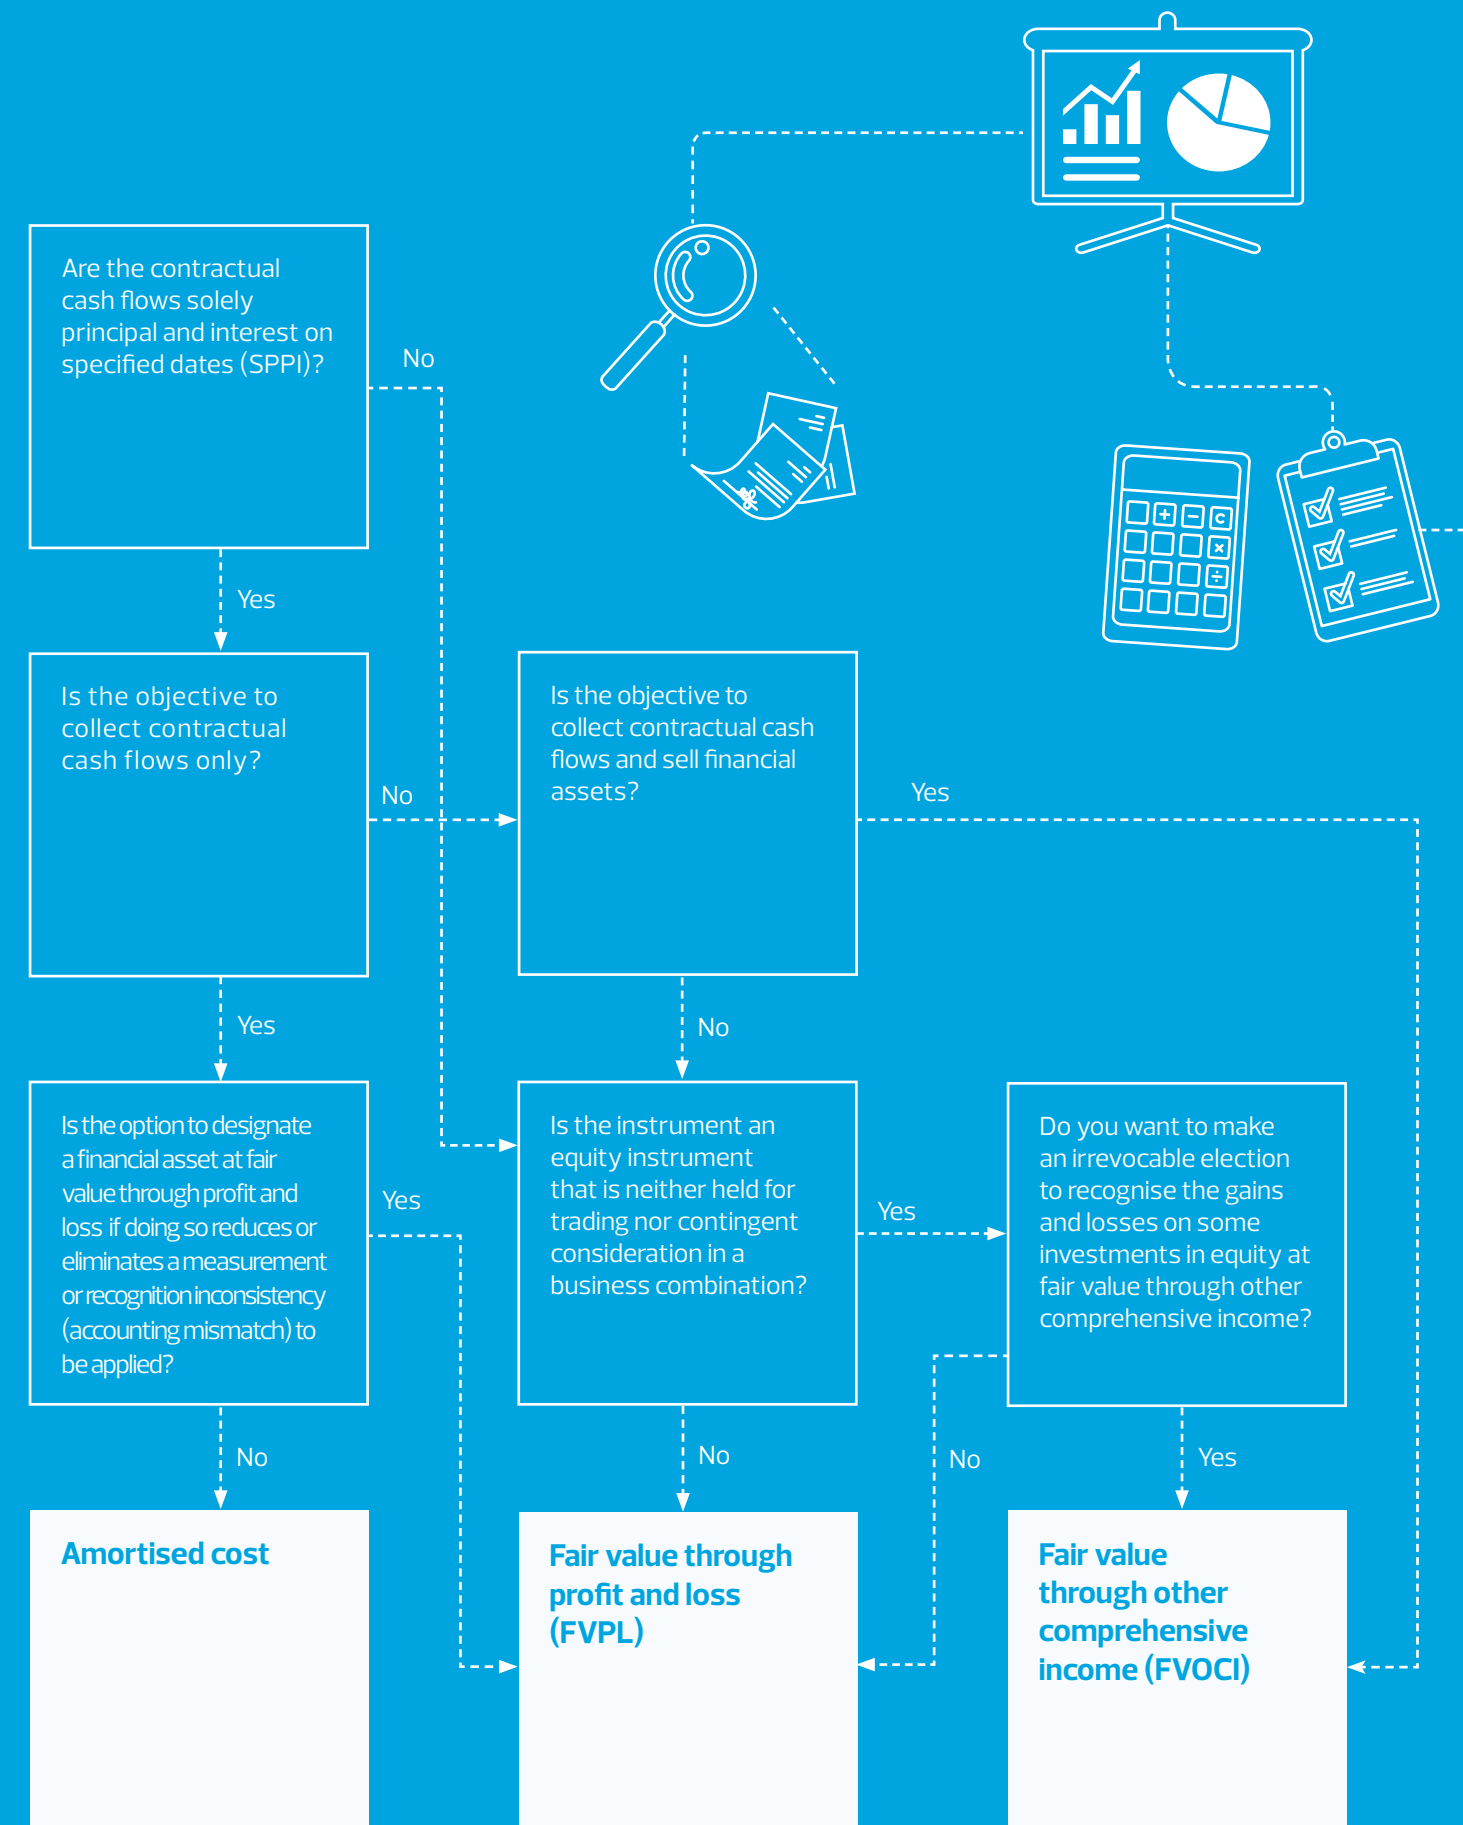 Are the contractual
cash flows solely
principal and interest on
specified dates (SPPI)?
No
Yes
Is the objective to
collect contractual
cash flows only?
No
Is the objective to
collect contractual cash
flows and sell financial
assets?
Yes
Yes
No
Is the option to designate
a financial asset at fair
value through profit and
loss if doing so reduces or
eliminates a measurement
or recognition inconsistency
(accounting mismatch) to
be applied?
Yes
Is the instrument an
equity instrument
that is neither held for
trading nor contingent
consideration in a
business combination?
Yes
Do you want to make
an irrevocable election
to recognise the gains
and losses on some
investments in equity at
fair value through other
comprehensive income?
No
No
No
Yes
Amortised cost
Fair value through
profit and loss
(FVPL)
Fair value
through other
comprehensive
income (FVOCI)
+ − C
×
÷